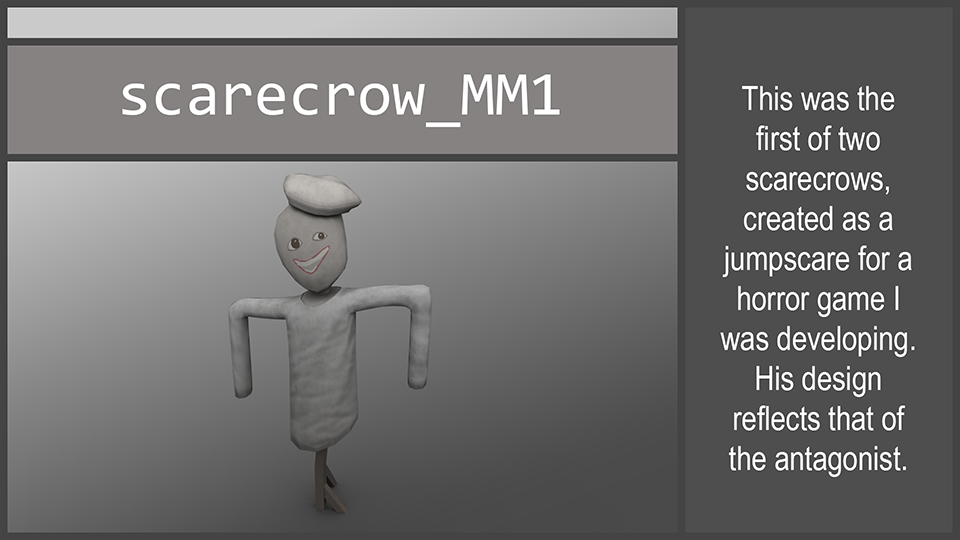 scarecrow_MM1
This was the
first of two
scarecrows,
created as a
jumpscare for a
horror game I
was developing.
His design
reflects that of
the antagonist.